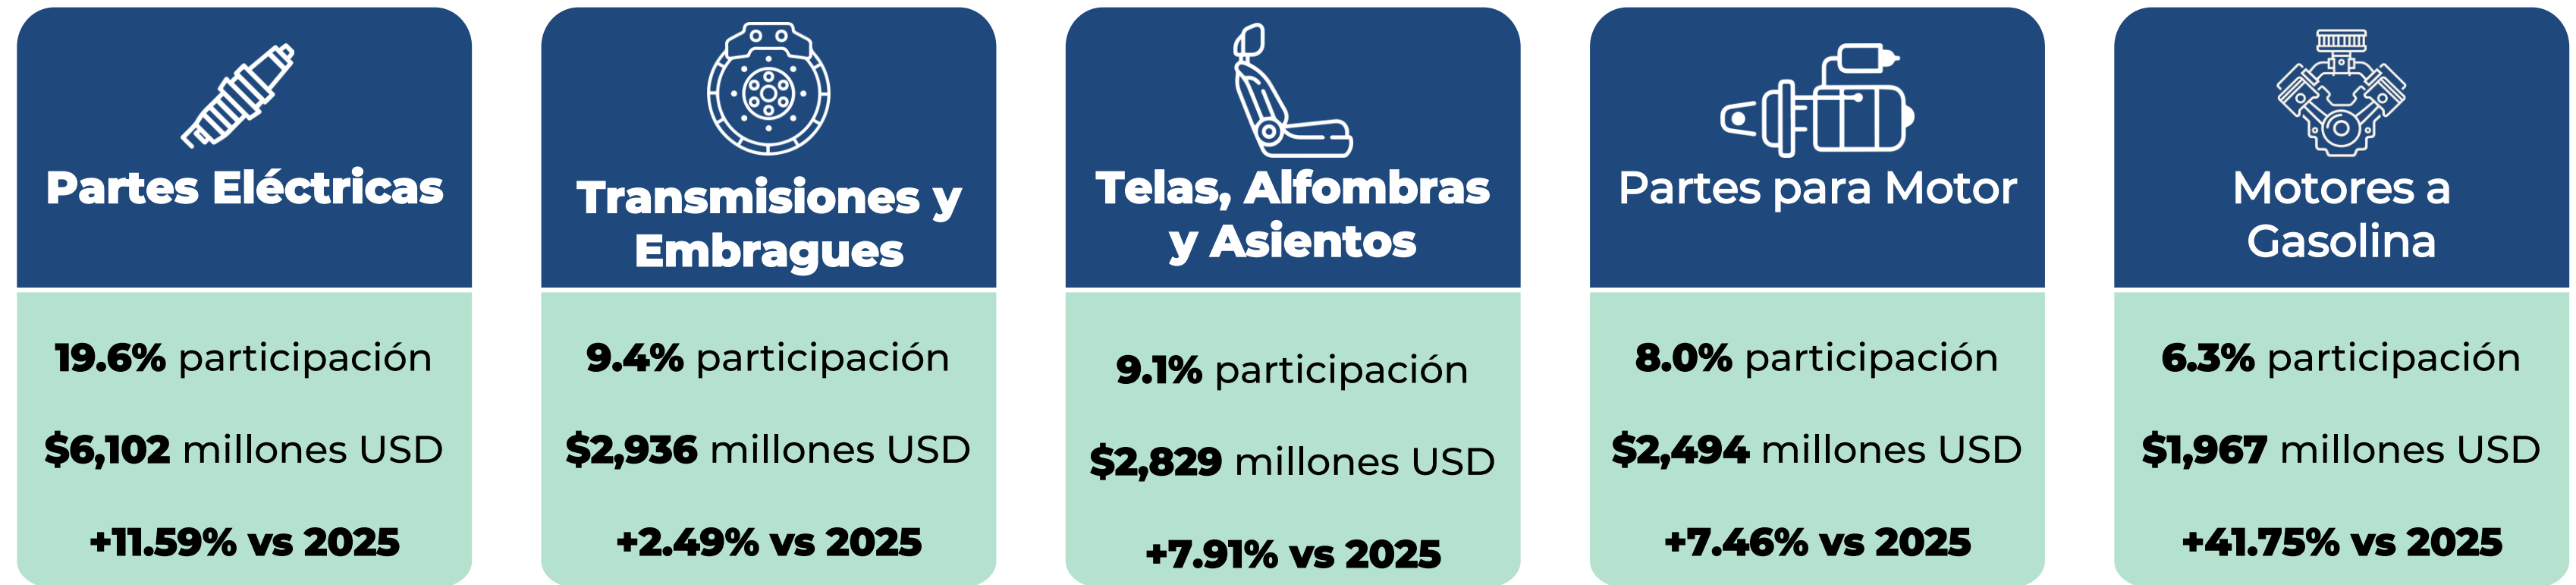 Partes Eléctricas
19.6% participación
$6,102 millones USD
+11.59% vs 2025
Transmisiones y
Embragues
9.4% participación
$2,936 millones USD
+2.49% vs 2025
Telas, Alfombras
y Asientos
9.1% participación
$2,829 millones USD
+7.91% vs 2025
Partes para Motor
8.0% participación
$2,494 millones USD
+7.46% vs 2025
Motores a
Gasolina
6.3% participación
$1,967 millones USD
+41.75% vs 2025